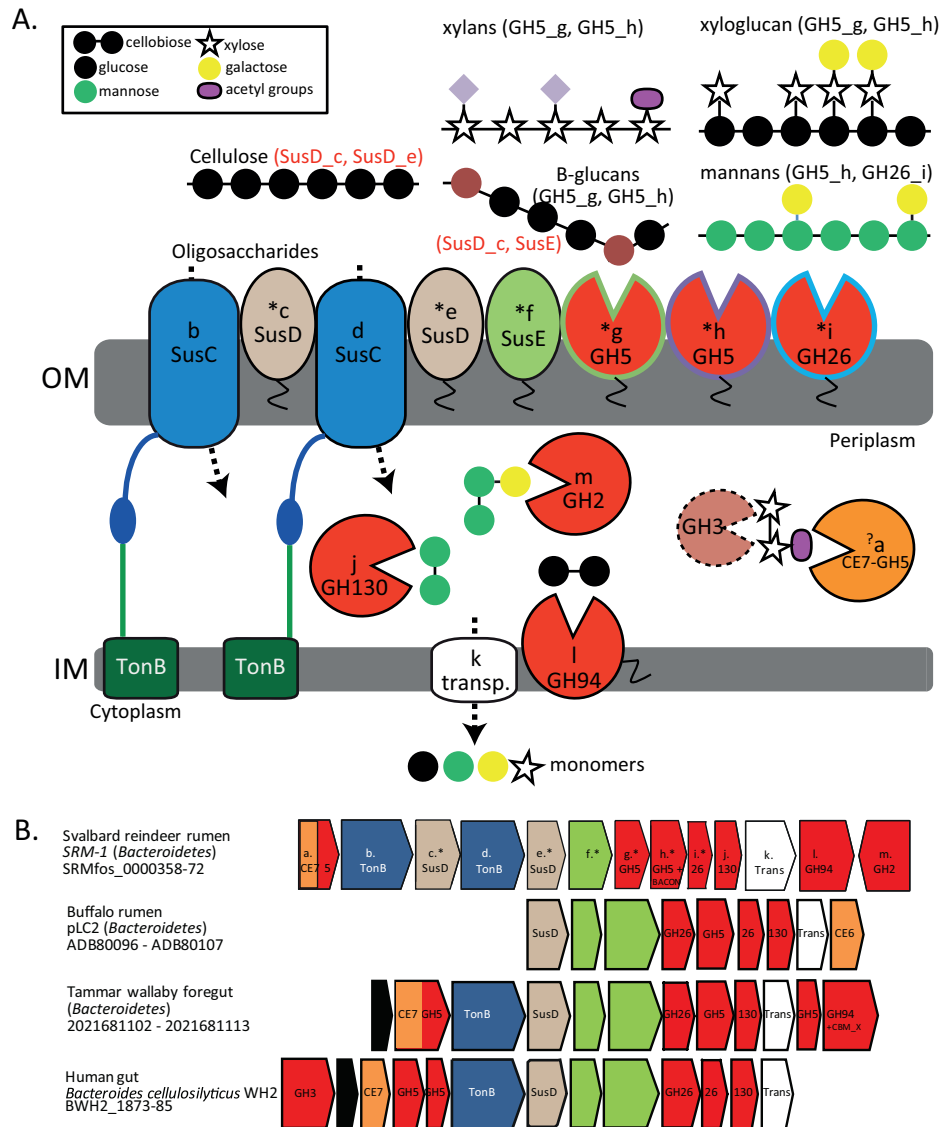 A.
cellobiose
xylose
glucose
galactose
mannose
acetyl groups
xylans (GH5_g, GH5_h)
xyloglucan (GH5_g, GH5_h)
Cellulose (SusD_c, SusD_e)
B-glucans
(GH5_g, GH5_h)
(SusD_c, SusE)
mannans (GH5_h, GH26_i)
Oligosaccharides
b
SusC
*c
SusD
d
SusC
*e
SusD
*f
SusE
*g
GH5
*h
GH5
*i
GH26
OM
Periplasm
m
GH2
j
GH130
GH3
?a
CE7-GH5
IM
TonB
TonB
k
transp.
l
GH94
Cytoplasm
monomers
B.
Svalbard reindeer rumen
SRM-1 (Bacteroidetes)
SRMfos_0000358-72
a.
CE7 5
b.
TonB
c.*
SusD
d.
TonB
e.*
SusD
f.*
g.*
GH5
h.*
GH5 +
BACON
i.*
26
j.
130
k.
Trans
l.
GH94
m.
GH2
Buffalo rumen
pLC2 (Bacteroidetes)
ADB80096 - ADB80107
SusD
GH26
GH5
26
130
Trans
CE6
Tammar wallaby foregut
(Bacteroidetes)
2021681102 - 2021681113
CE7
GH5
TonB
SusD
GH26
GH5
130
Trans
GH5
GH94
+CBM_X
Human gut
Bacteroides cellulosilyticus WH2
BWH2_1873-85
GH3
CE7
GH5
GH5
TonB
SusD
GH26
26
130
Trans